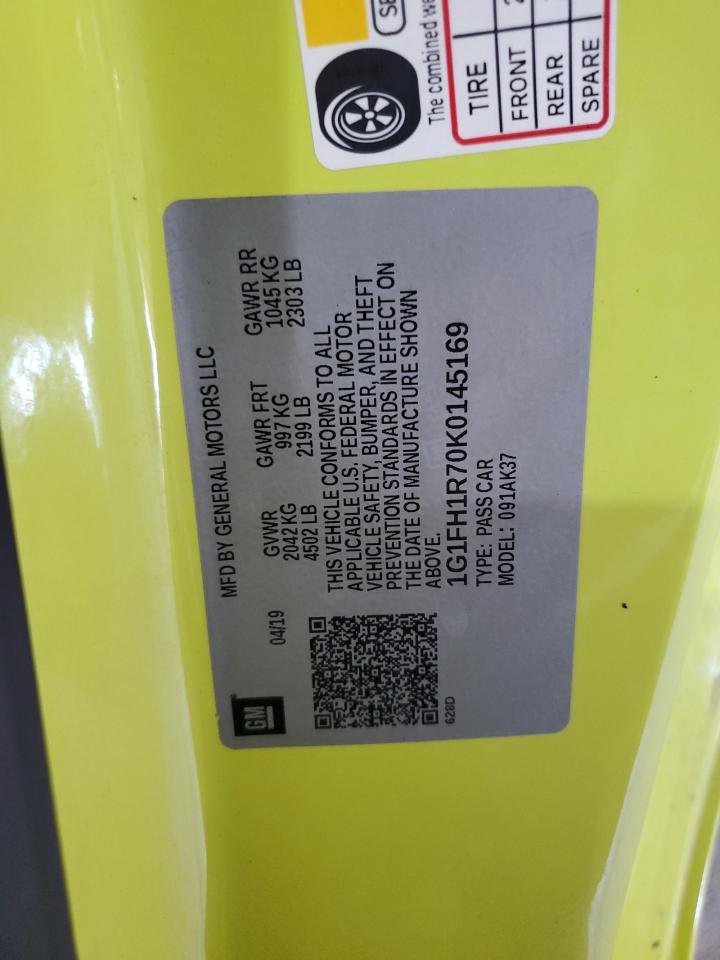 GM
04/19
MFD BY GENERAL MOTORS LLC
GVWR GAWR FRT GAWR RR
2042 KG 997 KG 1045 KG
4502 LB 2199 LB 2303 LB
THIS VEHICLE CONFORMS TO ALL
APPLICABLE U.S. FEDERAL MOTOR
VEHICLE SAFETY, BUMPER, AND THEFT
PREVENTION STANDARDS IN EFFECT ON
THE DATE OF MANUFACTURE SHOWN
ABOVE.
1G1FH1R70K0145169
TYPE: PASS CAR
MODEL: 091AK37
628D
SE
The combined we
TIRE
FRONT 2
REAR
SPARE